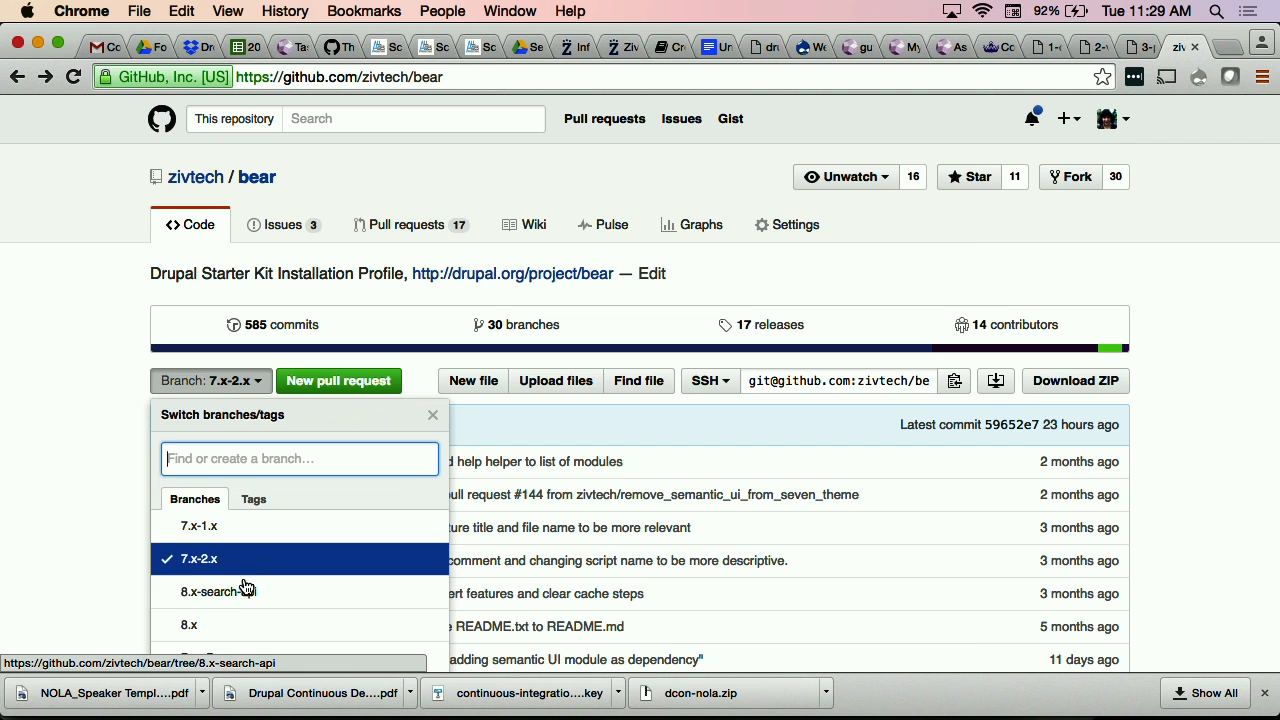 Chrome File Edit View History Bookmarks People Window Help 92% Tue 11:29 AM
GitHub, Inc. [US] https://github.com/zivtech/bear
This repository Search Pull requests Issues Gist
zivtech / bear Unwatch 16 Star 11 Fork 30
Code Issues 3 Pull requests 17 Wiki Pulse Graphs Settings
Drupal Starter Kit Installation Profile, http://drupal.org/project/bear — Edit
585 commits 30 branches 17 releases 14 contributors
Branch: 7.x-2.x New pull request New file Upload files Find file SSH git@github.com:zivtech/be Download ZIP
Switch branches/tags
Latest commit 59652e7 23 hours ago
Find or create a branch...
help helper to list of modules 2 months ago
Branches Tags
request #144 from zivtech/remove_semantic_ui_from_seven_theme 2 months ago
7.x-1.x
title and file name to be more relevant 3 months ago
7.x-2.x
comment and changing script name to be more descriptive. 3 months ago
8.x-search-
features and clear cache steps 3 months ago
8.x
README.txt to README.md 5 months ago
https://github.com/zivtech/bear/tree/8.x-search-api
adding semantic UI module as dependency" 11 days ago
NOLA_Speaker Templ....pdf Drupal Continuous De....pdf continuous-integratio....key dcon-nola.zip Show All